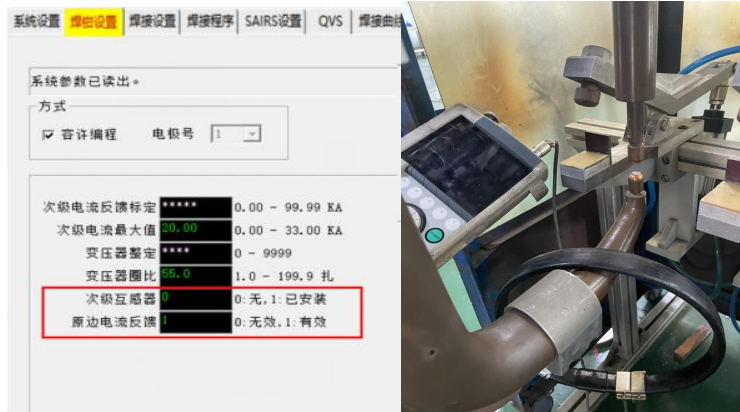 系统设置 焊钳设置 焊接设置 焊接程序 SAIRS设置 QVS 焊接曲线
系统参数已读出。
方式
容许编程 电极号 1
次级电流反馈标定 ***** 0.00 - 99.99 KA
次级电流最大值 20.00 0.00 - 33.00 KA
变压器整定 **** 0 - 9999
变压器圈比 55.0 1.0 - 199.9 扎
次级互感器 0 0:无,1:已安装
原边电流反馈 1 0:无效.1:有效